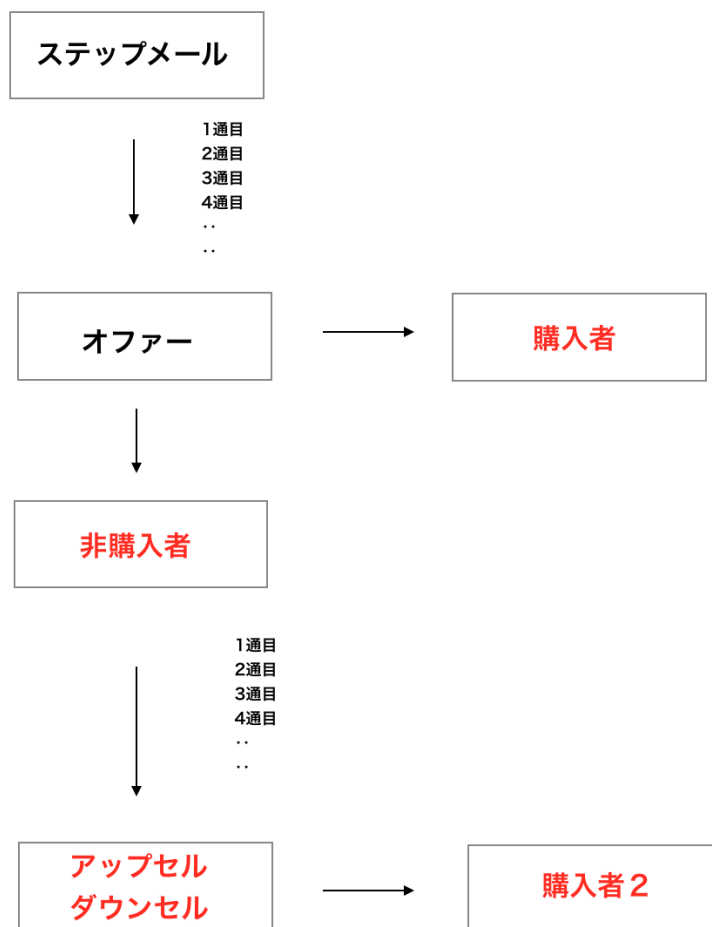 ステップメール
1通目
2通目
3通目
4通目
‥
‥
オファー
購入者
非購入者
1通目
2通目
3通目
4通目
‥
‥
アップセル
ダウンセル
購入者２